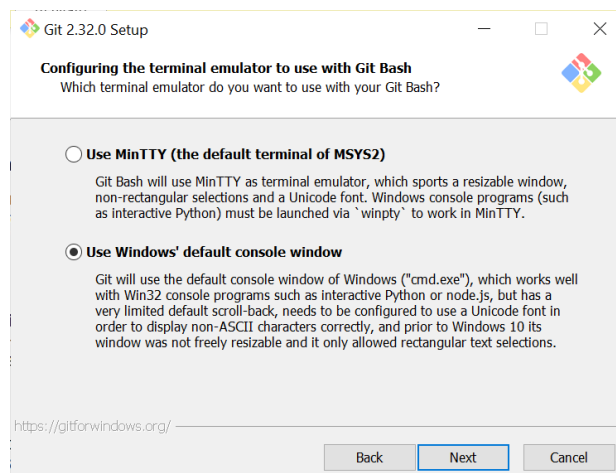 Git 2.32.0 Setup
Configuring the terminal emulator to use with Git Bash
Which terminal emulator do you want to use with your Git Bash?
Use MinTTY (the default terminal of MSYS2)
Git Bash will use MinTTY as terminal emulator, which sports a resizable window,
non-rectangular selections and a Unicode font. Windows console programs (such
as interactive Python) must be launched via `winpty` to work in MinTTY.
Use Windows' default console window
Git will use the default console window of Windows ("cmd.exe"), which works well
with Win32 console programs such as interactive Python or node.js, but has a
very limited default scroll-back, needs to be configured to use a Unicode font in
order to display non-ASCII characters correctly, and prior to Windows 10 its
window was not freely resizable and it only allowed rectangular text selections.
https://gitforwindows.org/
Back Next Cancel